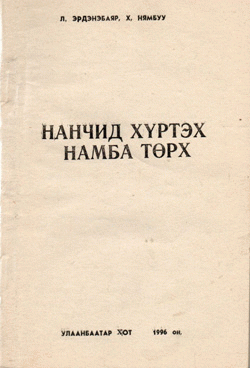 Л. ЭРДЭНЭБАЯР, Х. НЯМБУУ
НАНЧИД ХҮРТЭХ
НАМБА ТӨРХ
УЛААНБААТАР ХОТ 1996 он.